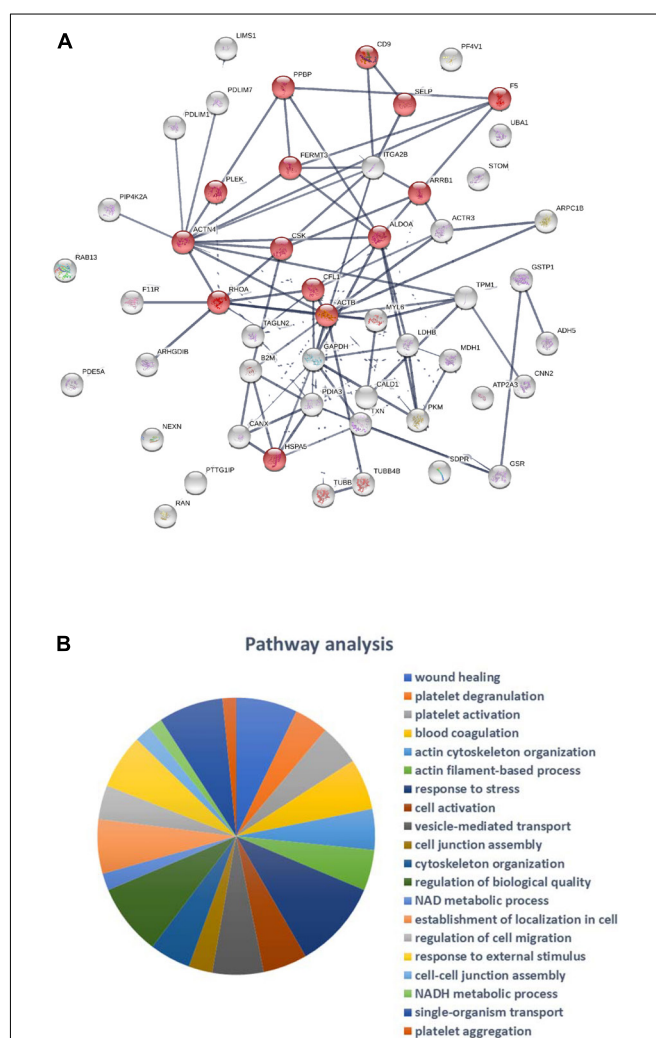 A
LIMS1
CD9
PF4V1
PPBP
SELP
F5
PDLIM7
PDLIM1
UBA1
FERMT3
ITGA2B
STOM
PLEK
ARRB1
PIP4K2A
ACTN4
CSK
ALDOA
ACTR3
ARPC1B
RAB13
GSTP1
F11R
RHOA
CFL1
ACTB
MYL6
TPM1
TAGLN2
ADH5
LDHB
GAPDH
MDH1
ARHGDIB
B2M
PDE5A
CALD1
ATP2A3
CNN2
PDIA3
TXN
PKM
NEXN
CANX
HSPA5
SDPR
GSR
PTTG1IP
TUBB
TUBB4B
RAN
B
Pathway analysis
wound healing
platelet degranulation
platelet activation
blood coagulation
actin cytoskeleton organization
actin filament-based process
response to stress
cell activation
vesicle-mediated transport
cell junction assembly
cytoskeleton organization
regulation of biological quality
NAD metabolic process
establishment of localization in cell
regulation of cell migration
response to external stimulus
cell-cell junction assembly
NADH metabolic process
single-organism transport
platelet aggregation